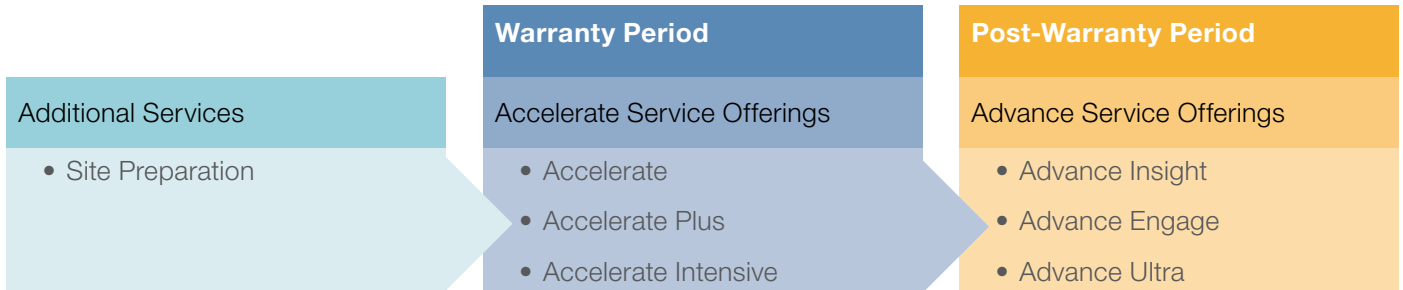 Additional Services
• Site Preparation
Warranty Period
Accelerate Service Offerings
• Accelerate
• Accelerate Plus
• Accelerate Intensive
Post-Warranty Period
Advance Service Offerings
• Advance Insight
• Advance Engage
• Advance Ultra